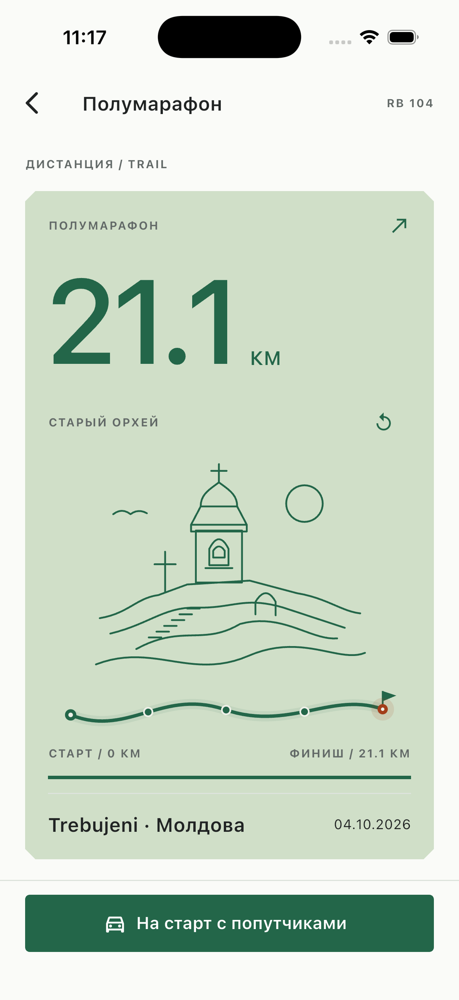 11:17
Полумарафон
RB 104
ДИСТАНЦИЯ / TRAIL
ПОЛУМАРАФОН
21.1 КМ
СТАРЫЙ ОРХЕЙ
СТАРТ / 0 КМ
ФИНИШ / 21.1 КМ
Trebujeni · Молдова
04.10.2026
На старт с попутчиками